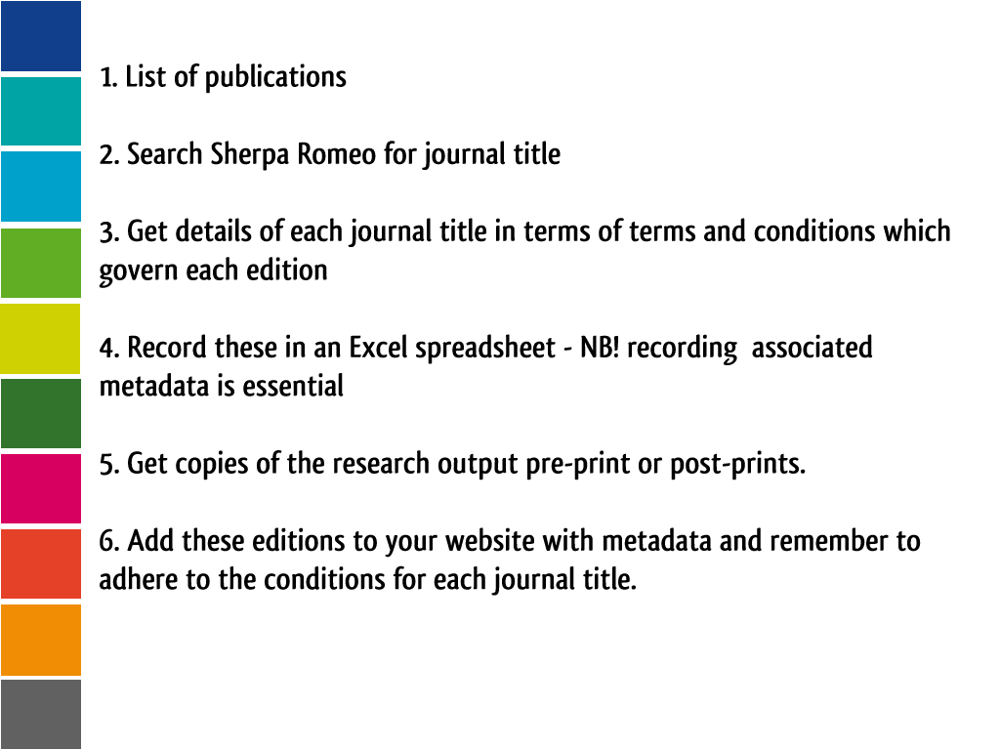 1. List of publications
2. Search Sherpa Romeo for journal title
3. Get details of each journal title in terms of terms and conditions which
govern each edition
4. Record these in an Excel spreadsheet - NB! recording  associated
metadata is essential
5. Get copies of the research output pre-print or post-prints.
6. Add these editions to your website with metadata and remember to
adhere to the conditions for each journal title.